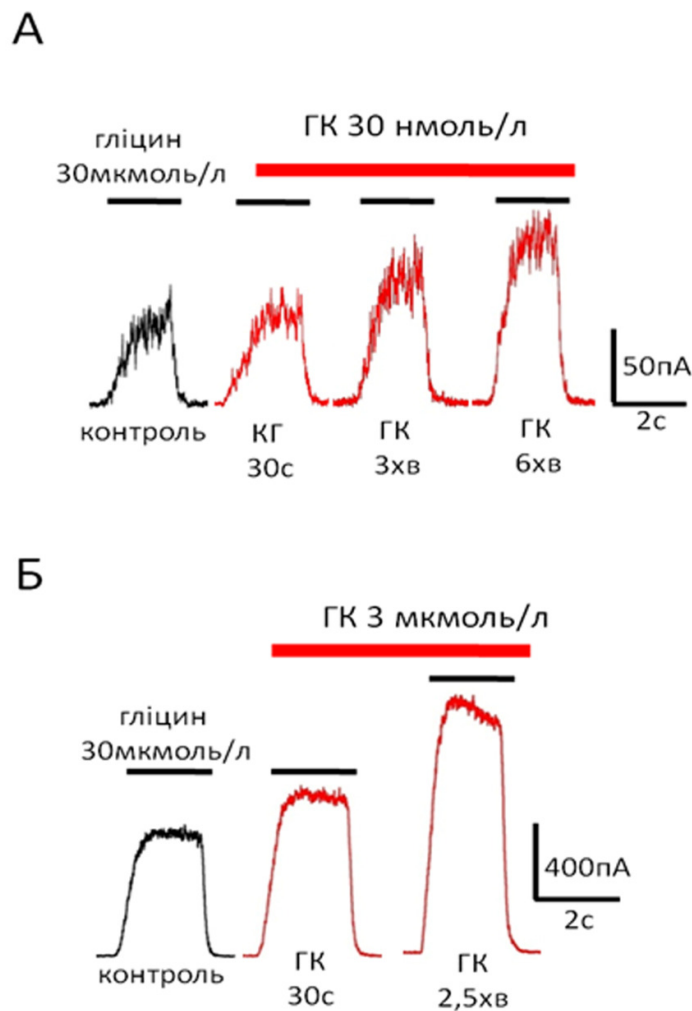 А
ГК 30 нмоль/л
гліцин
30мкмоль/л
контроль
КГ
30с
ГК
3хв
ГК
6хв
50пА
2с
Б
ГК 3 мкмоль/л
гліцин
30мкмоль/л
контроль
ГК
30с
ГК
2,5хв
400пА
2с